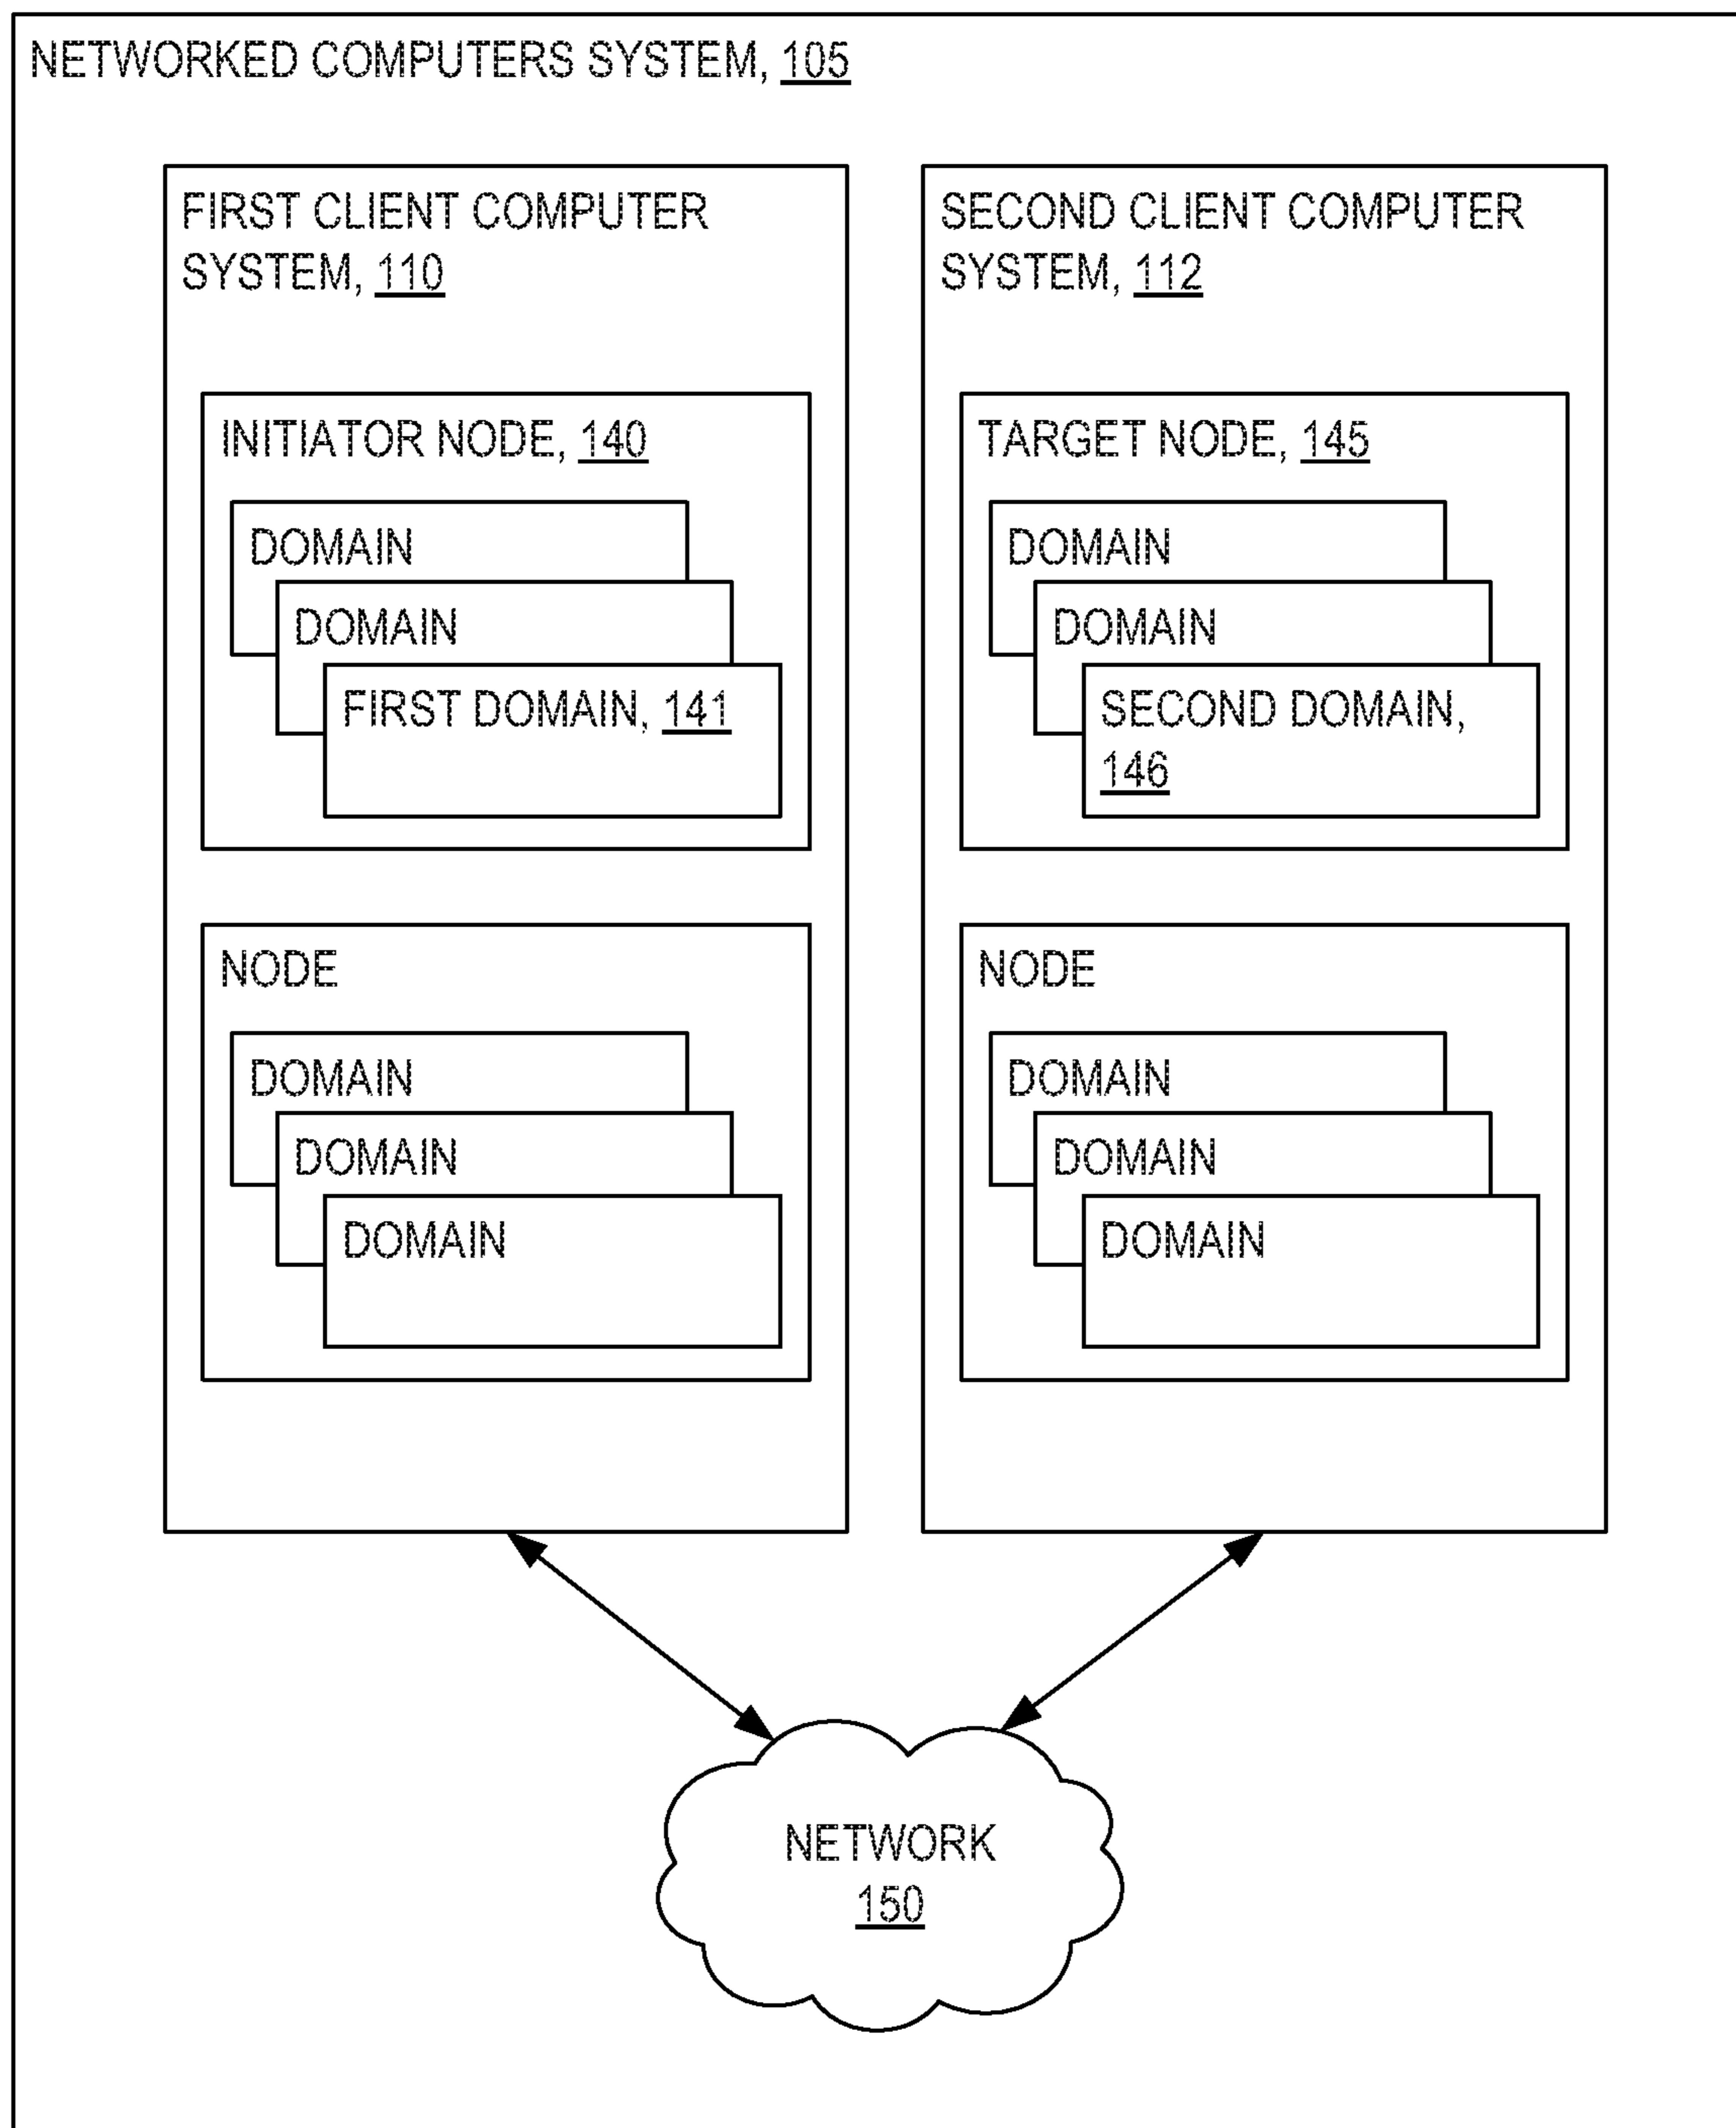 NETWORKED COMPUTERS SYSTEM, 105
FIRST CLIENT COMPUTER
SYSTEM, 110
INITIATOR NODE, 140
DOMAIN
DOMAIN
FIRST DOMAIN, 141
NODE
DOMAIN
DOMAIN
DOMAIN
SECOND CLIENT COMPUTER
SYSTEM, 112
TARGET NODE, 145
DOMAIN
DOMAIN
SECOND DOMAIN,
146
NODE
DOMAIN
DOMAIN
DOMAIN
NETWORK
150